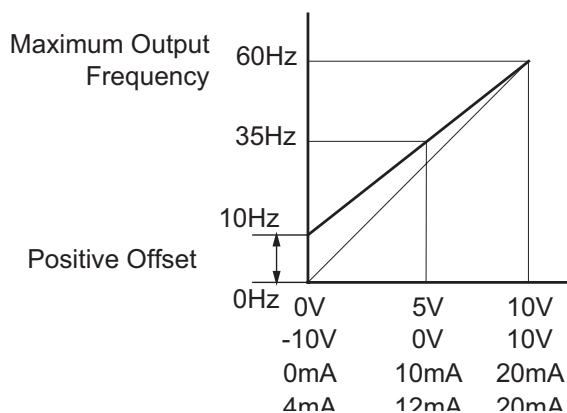 Maximum Output
Frequency
60Hz
35Hz
10Hz
Positive Offset
0Hz
0V 5V 10V
-10V 0V 10V
0mA 10mA 20mA
4mA 12mA 20mA